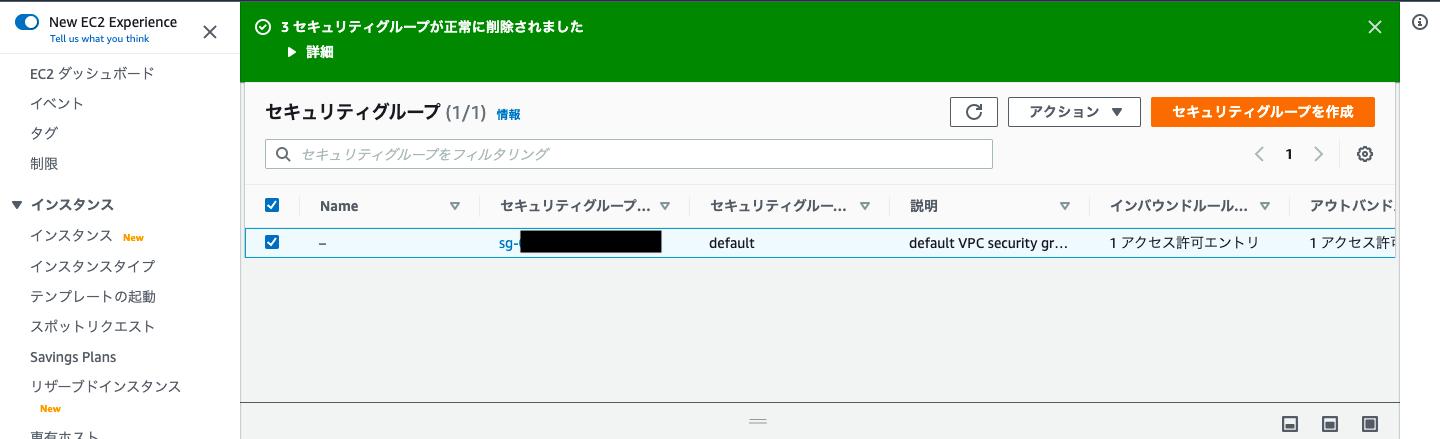 New EC2 Experience
Tell us what you think
EC2 ダッシュボード
イベント
タグ
制限
インスタンス
インスタンス New
インスタンスタイプ
テンプレートの起動
スポットリクエスト
Savings Plans
リザーブドインスタンス
New
専有ホスト
3 セキュリティグループが正常に削除されました
詳細
セキュリティグループ (1/1) 情報
アクション
セキュリティグループを作成
セキュリティグループをフィルタリング
1
Name セキュリティグループ... セキュリティグルー... 説明 インバウンドルール... アウトバンド
– sg- default default VPC security gr... 1 アクセス許可エントリ 1 アクセス許可